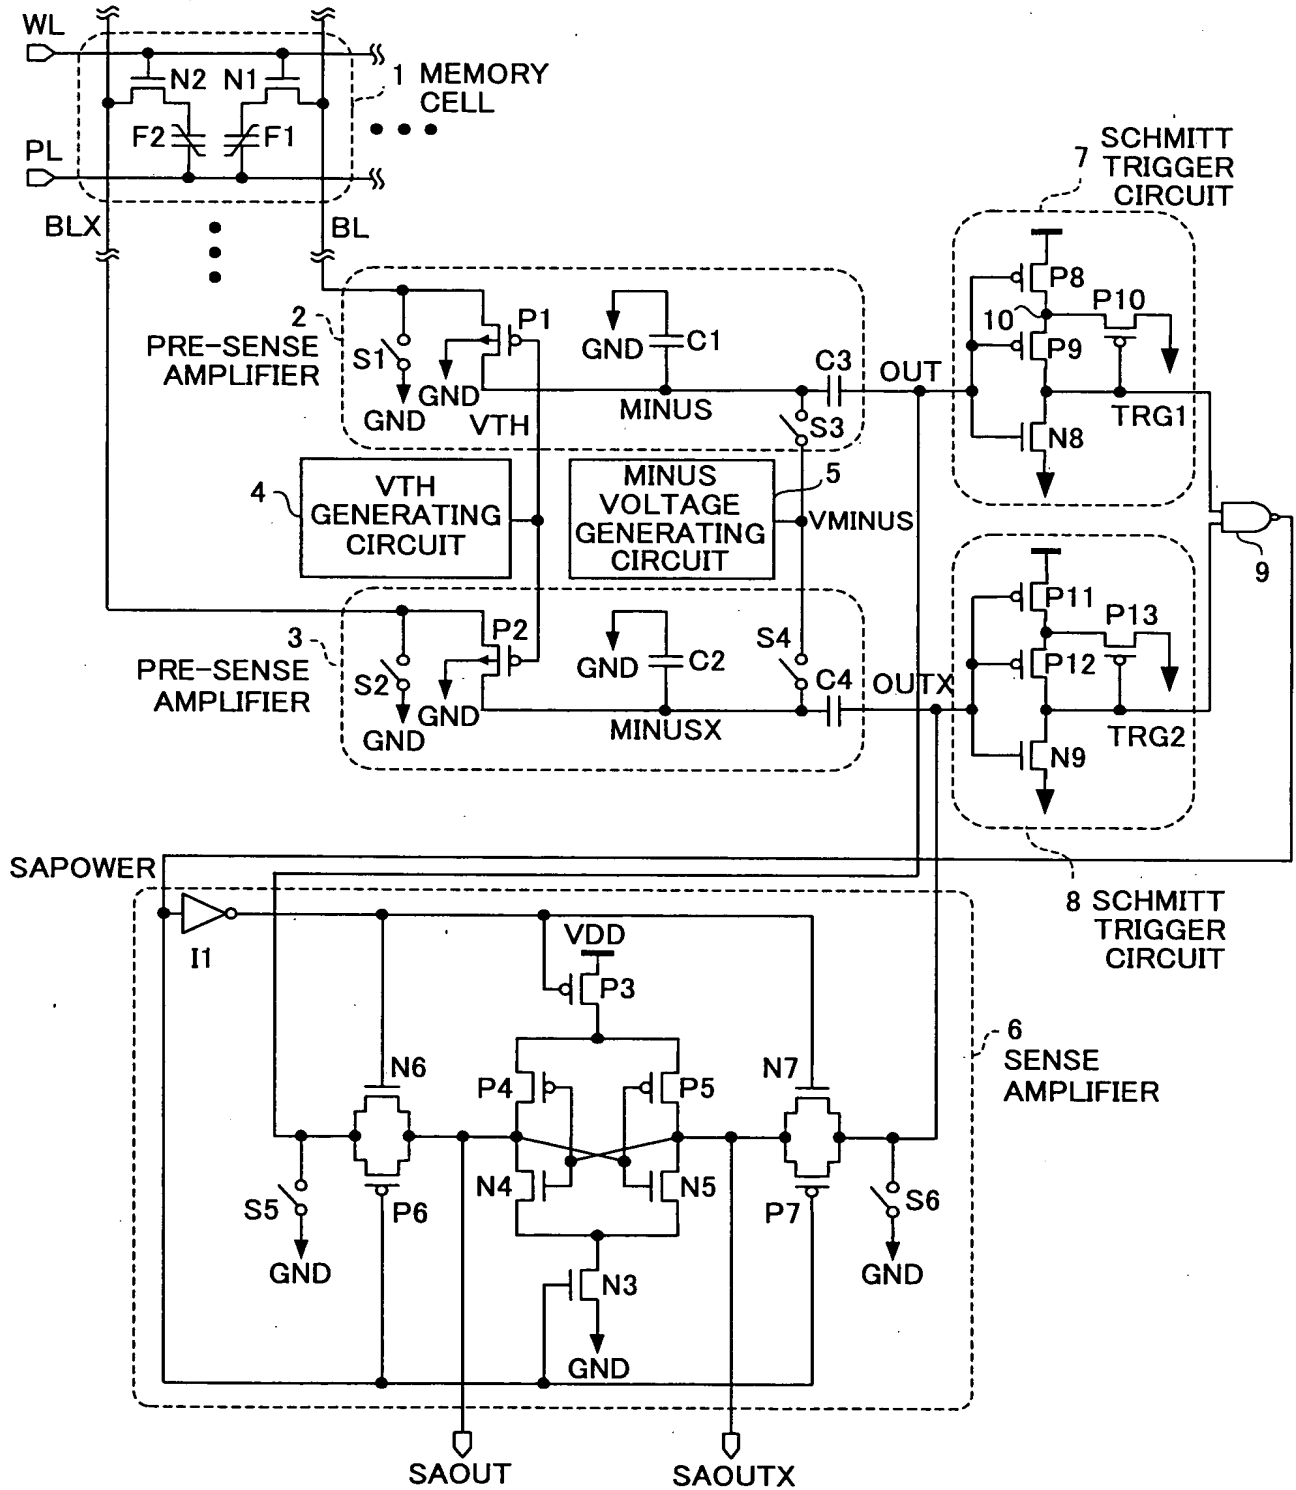 WL
N2 N1
1 MEMORY
CELL
F2 F1
PL
BLX
BL
7 SCHMITT
TRIGGER
CIRCUIT
2
PRE-SENSE
AMPLIFIER
S1
GND
P1
GND
VTH
GND
C1
MINUS
C3
S3
OUT
P8
10
P10
P9
N8
TRG1
4
VTH
GENERATING
CIRCUIT
MINUS
VOLTAGE
GENERATING
CIRCUIT
5
VMINUS
9
3
PRE-SENSE
AMPLIFIER
S2
GND
P2
GND
GND
C2
MINUSX
S4
C4
OUTX
P11
P13
P12
N9
TRG2
8 SCHMITT
TRIGGER
CIRCUIT
SAPOWER
I1
VDD
P3
6
SENSE
AMPLIFIER
N6
P4
P5
N7
S5
GND
P6
N4
N5
P7
S6
GND
N3
GND
SAOUT
SAOUTX